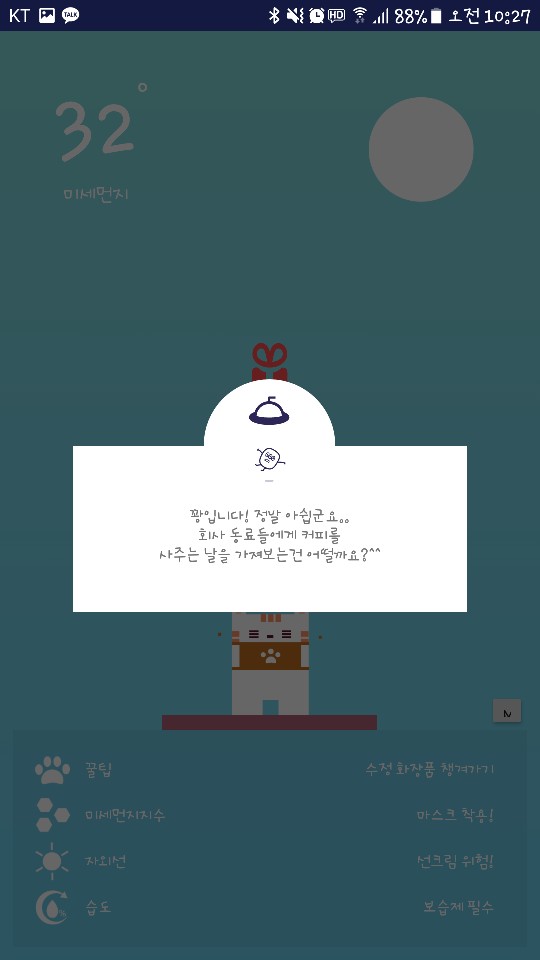 KT TALK HD 88% 오전 10:27
32°
미세먼지
꽝입니다! 정말 아쉽군요..
회사 동료들에게 커피를
사주는 날을 가져보는건 어떨까요?^^
꿀팁 수정 화장품 챙겨가기
미세먼지지수 마스크 착용!
자외선 선크림 위험!
습도 보습제 필수